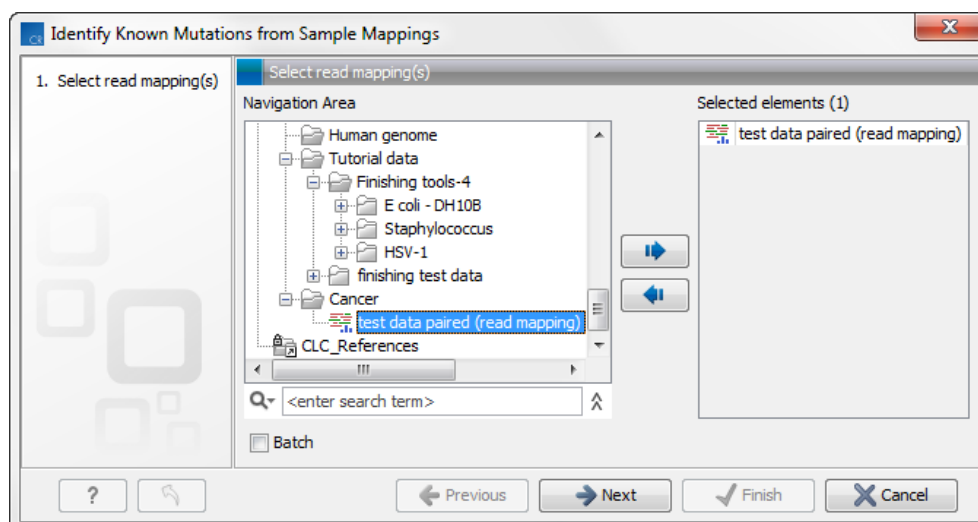 Identify Known Mutations from Sample Mappings
1. Select read mapping(s)
Select read mapping(s)
Navigation Area
Human genome
Tutorial data
Finishing tools-4
E coli - DH10B
Staphylococcus
HSV-1
finishing test data
Cancer
test data paired (read mapping)
CLC_References
<enter search term>
Batch
Selected elements (1)
test data paired (read mapping)
?
Previous
Next
Finish
Cancel